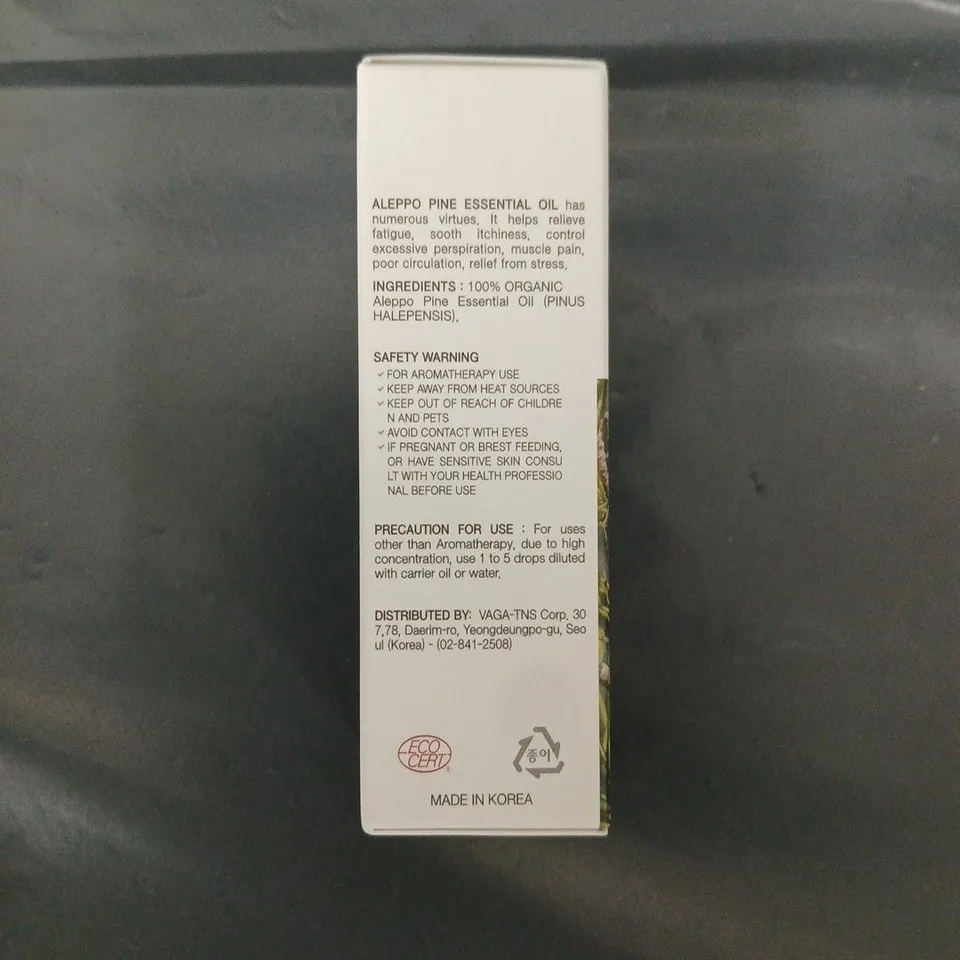 ALEPPO PINE ESSENTIAL OIL has
numerous virtues. It helps relieve
fatigue, sooth itchiness, control
excessive perspiration, muscle pain,
poor circulation, relief from stress.
INGREDIENTS : 100% ORGANIC
Aleppo Pine Essential Oil (PINUS
HALEPENSIS).
SAFETY WARNING
✓FOR AROMATHERAPY USE
✓KEEP AWAY FROM HEAT SOURCES
✓KEEP OUT OF REACH OF CHILDRE
N AND PETS
✓AVOID CONTACT WITH EYES
✓IF PREGNANT OR BREST FEEDING,
OR HAVE SENSITIVE SKIN CONSU
LT WITH YOUR HEALTH PROFESSIO
NAL BEFORE USE
PRECAUTION FOR USE : For uses
other than Aromatherapy, due to high
concentration, use 1 to 5 drops diluted
with carrier oil or water.
DISTRIBUTED BY: VAGA-TNS Corp. 30
7,78, Daerim-ro, Yeongdeungpo-gu, Seo
ul (Korea) - (02-841-2508)
ECO
CERT®
종이
MADE IN KOREA